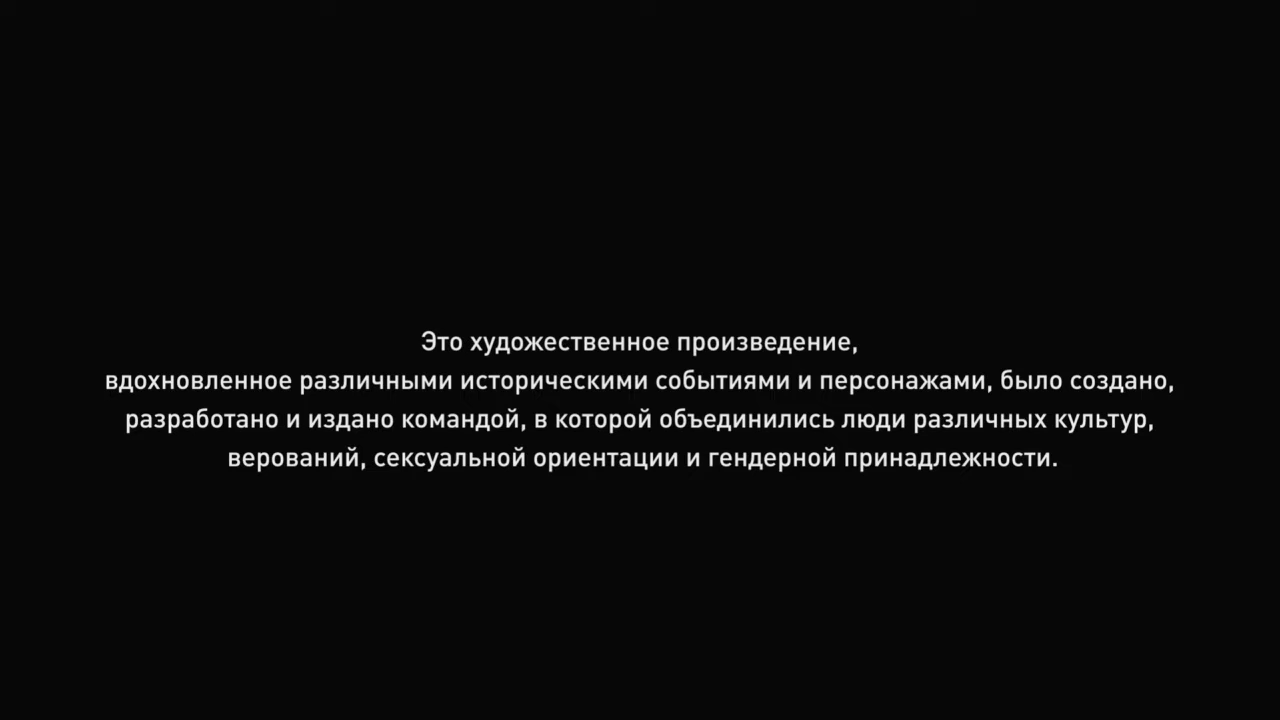 Это художественное произведение,
вдохновленное различными историческими событиями и персонажами, было создано,
разработано и издано командой, в которой объединились люди различных культур,
верований, сексуальной ориентации и гендерной принадлежности.